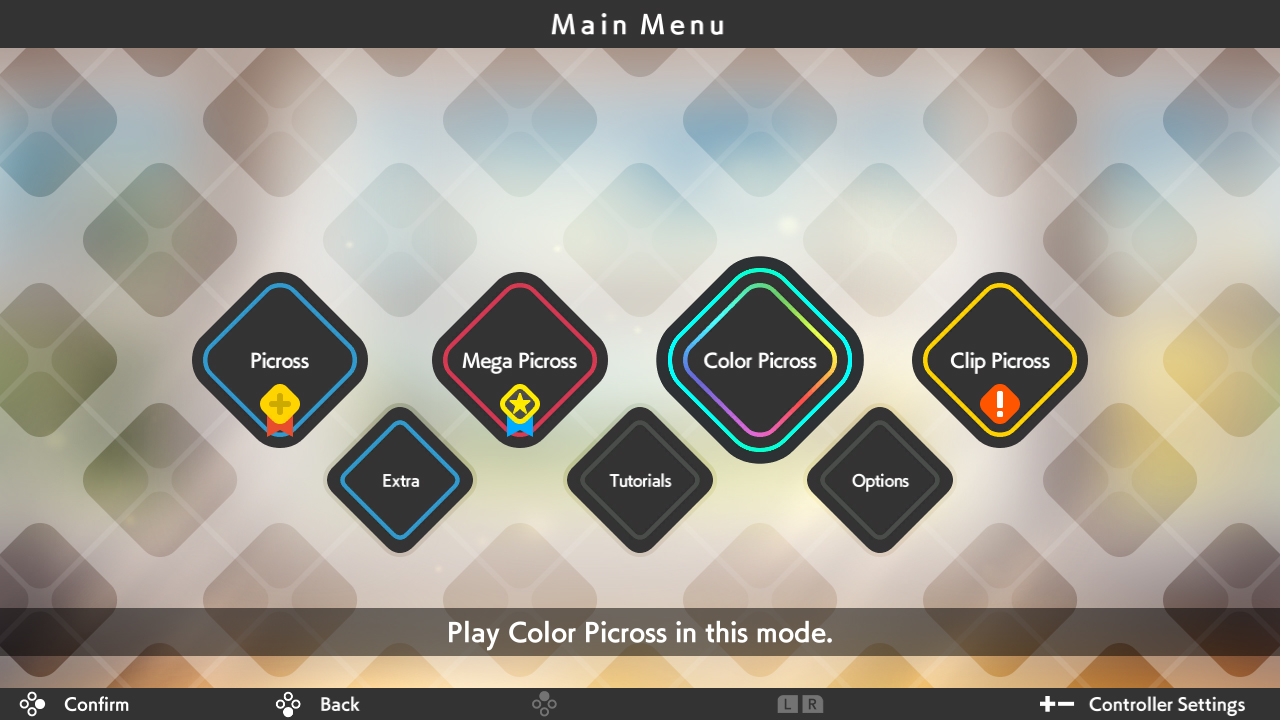 Main Menu
Picross
Mega Picross
Color Picross
Clip Picross
Extra
Tutorials
Options
Play Color Picross in this mode.
Confirm
Back
L R
Controller Settings